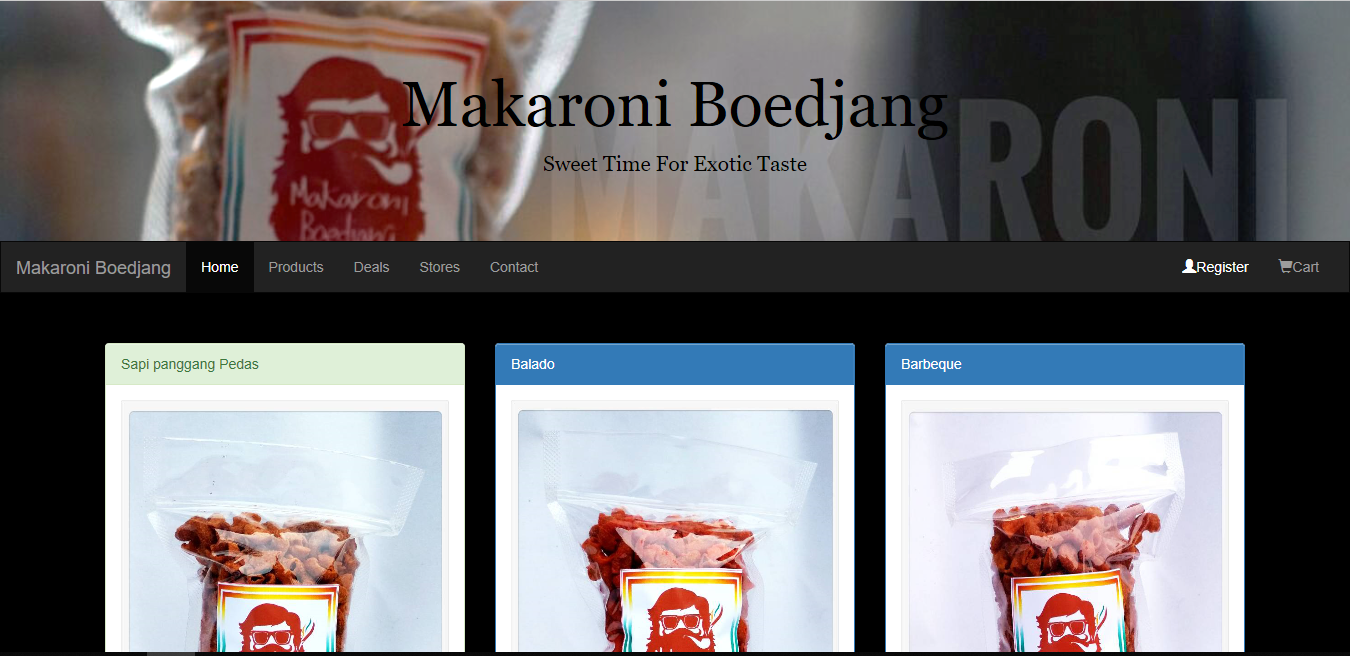 Makaroni Boedjang
Sweet Time For Exotic Taste
MAKARONI
Makaroni
Boedjang
Makaroni Boedjang Home Products Deals Stores Contact Register Cart
Sapi panggang Pedas Balado Barbeque